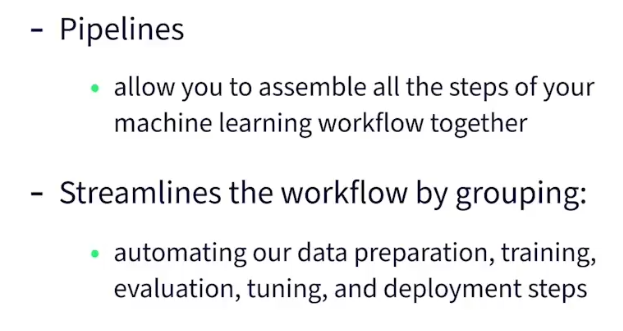 - Pipelines
• allow you to assemble all the steps of your
machine learning workflow together
- Streamlines the workflow by grouping:
• automating our data preparation, training,
evaluation, tuning, and deployment steps